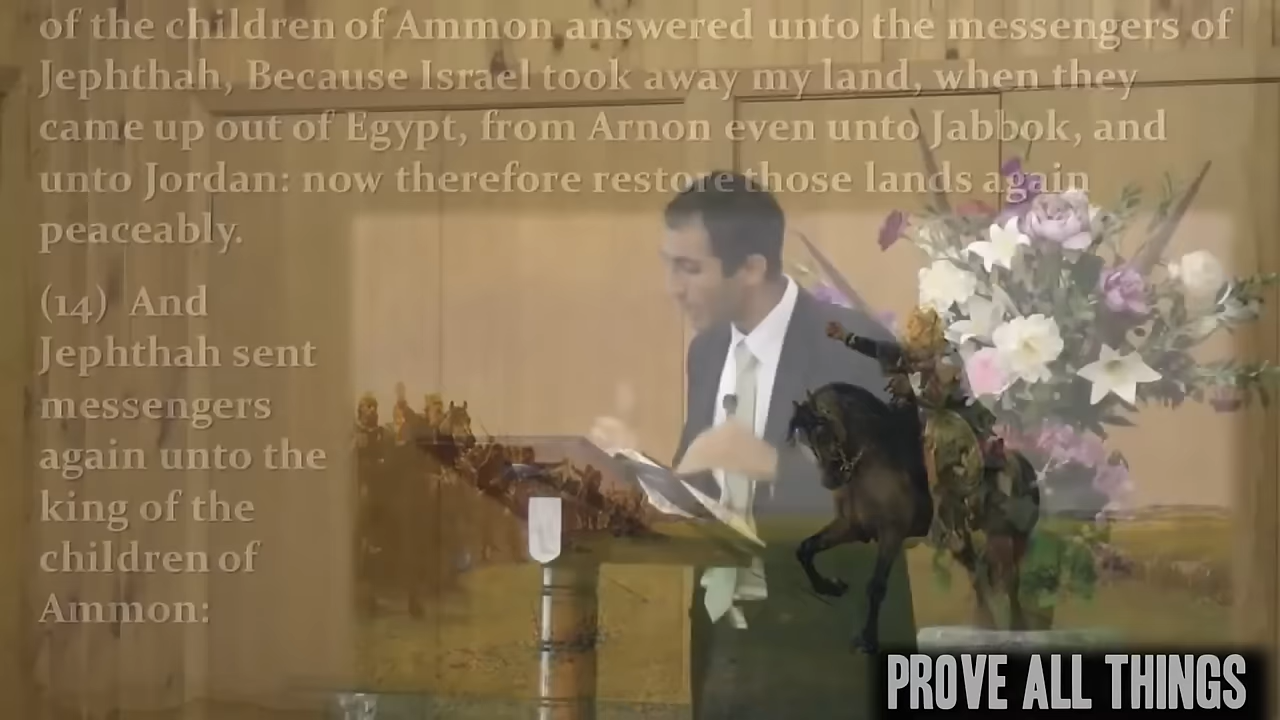 of the children of Ammon answered unto the messengers of
Jephthah, Because Israel took away my land, when they
came up out of Egypt, from Arnon even unto Jabbok, and
unto Jordan: now therefore restore those lands again
peaceably.
(14) And
Jephthah sent
messengers
again unto the
king of the
children of
Ammon:
PROVE ALL THINGS